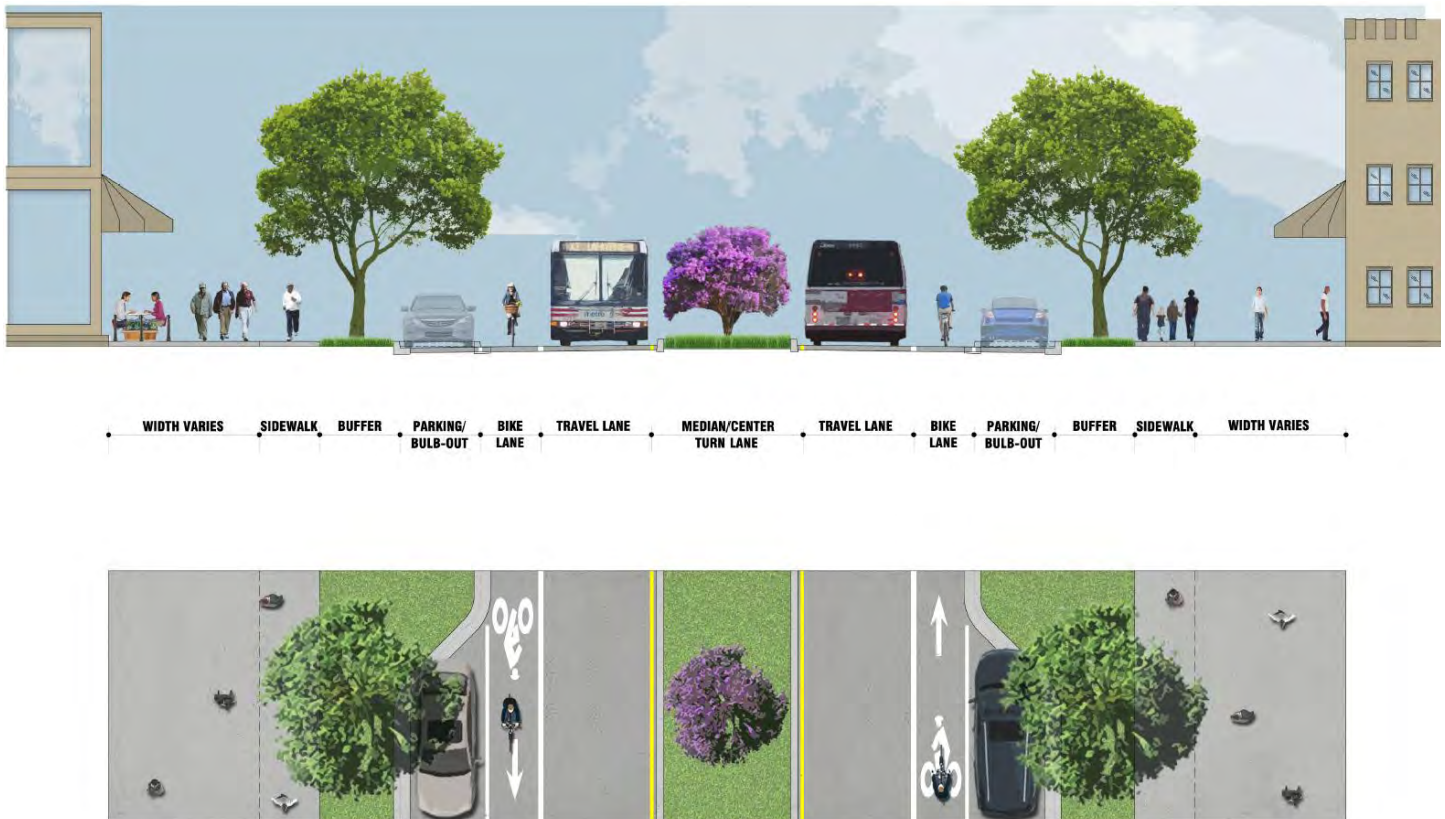 WIDTH VARIES SIDEWALK BUFFER PARKING/ BIKE TRAVEL LANE MEDIAN/CENTER TRAVEL LANE BIKE PARKING/ BUFFER SIDEWALK WIDTH VARIES
BULB-OUT LANE TURN LANE LANE BULB-OUT